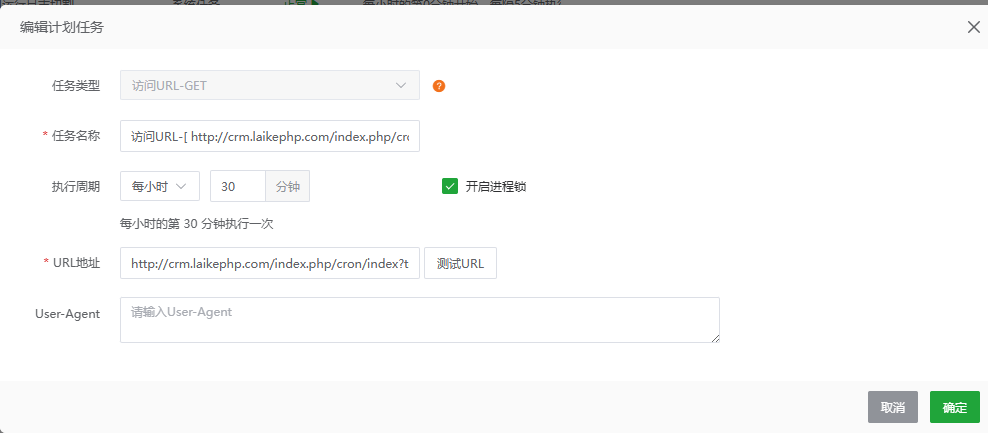 编辑计划任务
任务类型 访问URL-GET
* 任务名称 访问URL-[ http://crm.laikephp.com/index.php/crc
执行周期 每小时 30 分钟 开启进程锁
每小时的第 30 分钟执行一次
* URL地址 http://crm.laikephp.com/index.php/cron/index?t 测试URL
User-Agent 请输入User-Agent
取消 确定